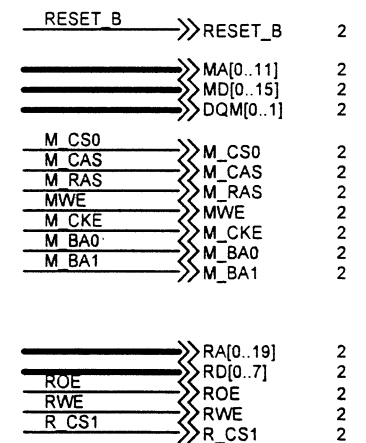 RESET_B
RESET_B 2
MA[0..11] 2
MD[0..15] 2
DQM[0..1] 2
M_CS0
M_CS0 2
M_CAS
M_CAS 2
M_RAS
M_RAS 2
MWE
MWE 2
M_CKE
M_CKE 2
M_BA0
M_BA0 2
M_BA1
M_BA1 2
RA[0..19] 2
RD[0..7] 2
ROE
ROE 2
RWE
RWE 2
R_CS1
R_CS1 2